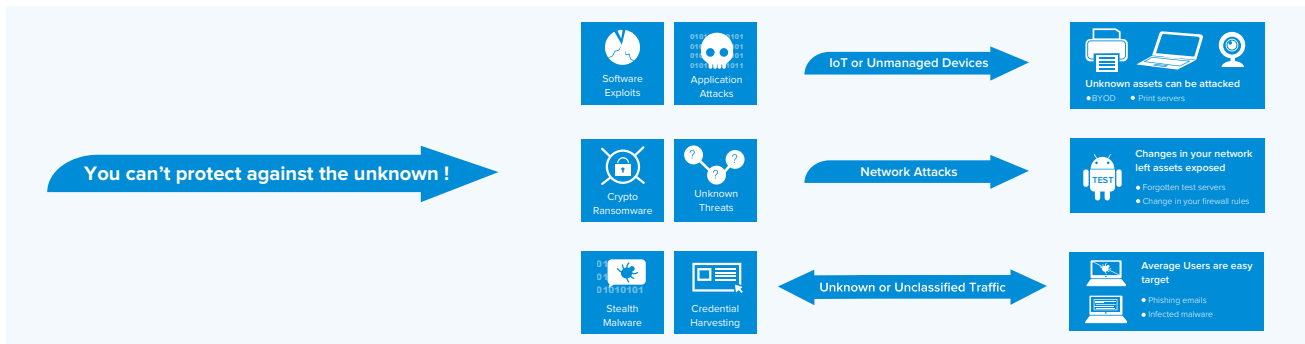 You can't protect against the unknown !
Software
Exploits
Application
Attacks
IoT or Unmanaged Devices
Unknown assets can be attacked
• BYOD • Print servers
Crypto
Ransomware
? ? ?
Unknown
Threats
Network Attacks
TEST
Changes in your network
left assets exposed
• Forgotten test servers
• Change in your firewall rules
01010101
Stealth
Malware
Credential
Harvesting
Unknown or Unclassified Traffic
Average Users are easy
target
• Phishing emails
• Infected malware